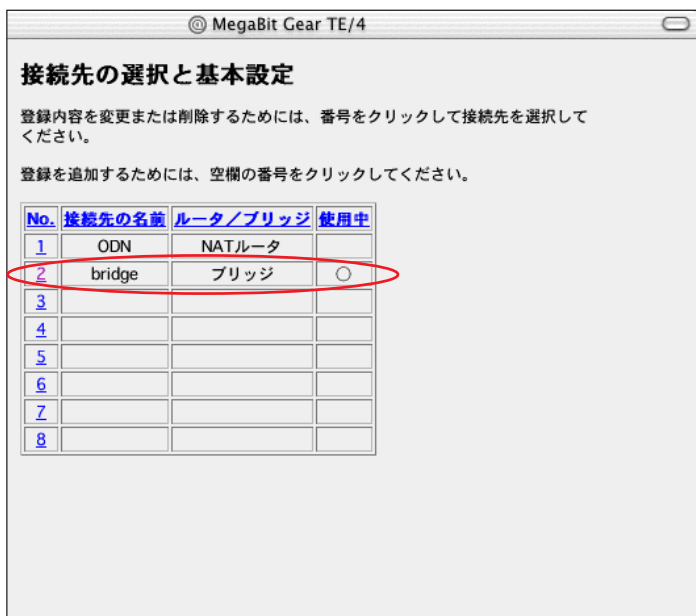 @ MegaBit Gear TE/4
接続先の選択と基本設定
登録内容を変更または削除するためには、番号をクリックして接続先を選択して
ください。
登録を追加するためには、空欄の番号をクリックしてください。
No. 接続先の名前 ルータ／ブリッジ 使用中
1 ODN NATルータ
2 bridge ブリッジ ○
3
4
5
6
7
8